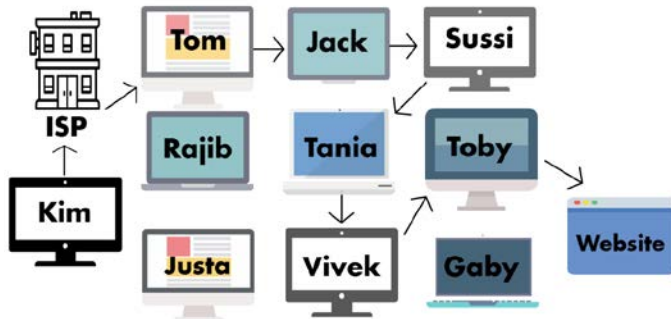 Tom
Jack
Sussi
ISP
Rajib
Tania
Toby
Kim
Website
Justa
Vivek
Gaby